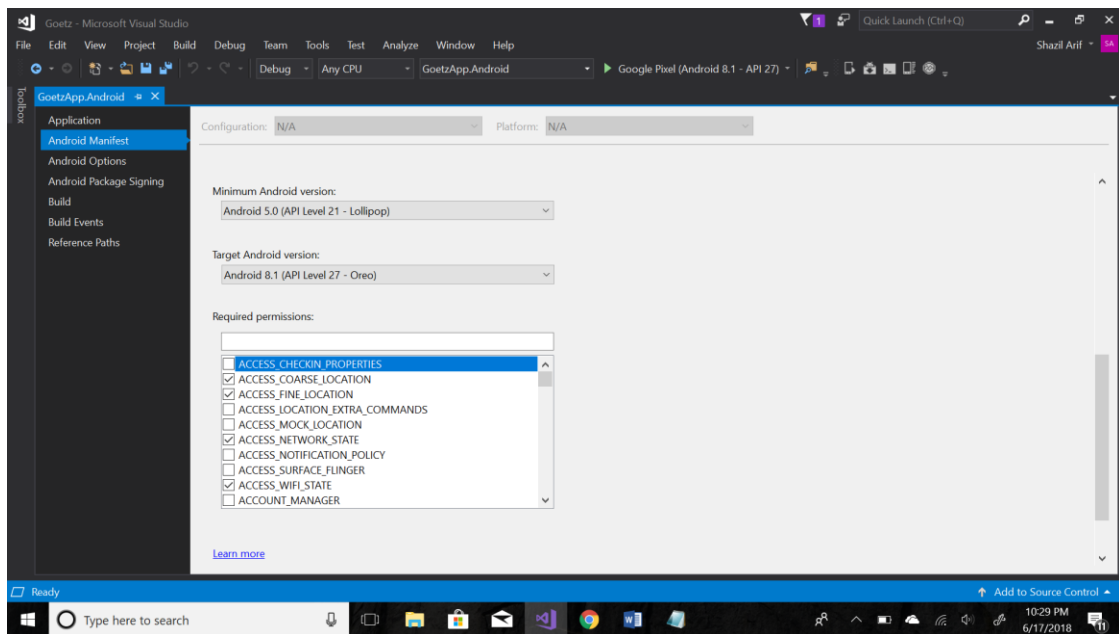 Goetz - Microsoft Visual Studio
1
Quick Launch (Ctrl+Q)
File Edit View Project Build Debug Team Tools Test Analyze Window Help
Shazil Arif
SA
Debug
Any CPU
GoetzApp.Android
Google Pixel (Android 8.1 - API 27)
Toolbox
GoetzApp.Android
Application
Android Manifest
Android Options
Android Package Signing
Build
Build Events
Reference Paths
Configuration: N/A
Platform: N/A
Minimum Android version:
Android 5.0 (API Level 21 - Lollipop)
Target Android version:
Android 8.1 (API Level 27 - Oreo)
Required permissions:
ACCESS_CHECKIN_PROPERTIES
ACCESS_COARSE_LOCATION
ACCESS_FINE_LOCATION
ACCESS_LOCATION_EXTRA_COMMANDS
ACCESS_MOCK_LOCATION
ACCESS_NETWORK_STATE
ACCESS_NOTIFICATION_POLICY
ACCESS_SURFACE_FLINGER
ACCESS_WIFI_STATE
ACCOUNT_MANAGER
Learn more
Ready
Add to Source Control
Type here to search
10:29 PM
6/17/2018
11